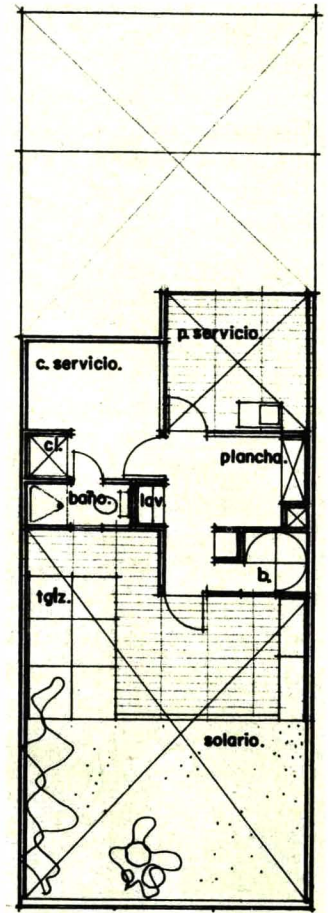 p. servicio.
c. servicio.
cl.
plancha.
baño.
lav.
b.
tglz.
solario.